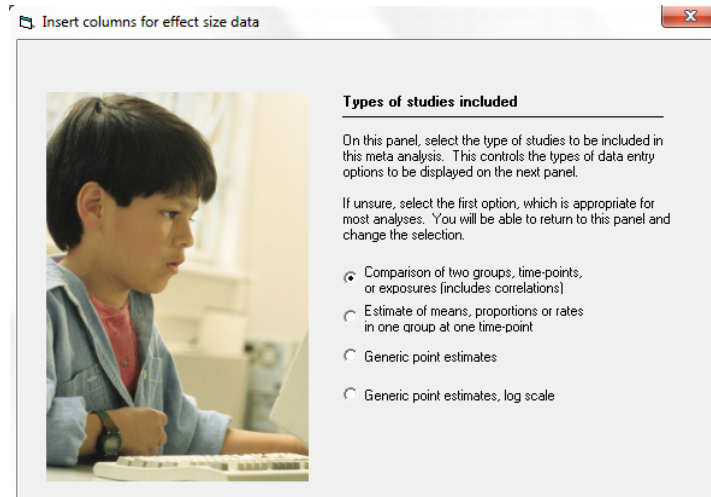 Insert columns for effect size data
Types of studies included
On this panel, select the type of studies to be included in
this meta analysis. This controls the types of data entry
options to be displayed on the next panel.
If unsure, select the first option, which is appropriate for
most analyses. You will be able to return to this panel and
change the selection.
Comparison of two groups, time-points,
or exposures (includes correlations)
Estimate of means, proportions or rates
in one group at one time-point
Generic point estimates
Generic point estimates, log scale